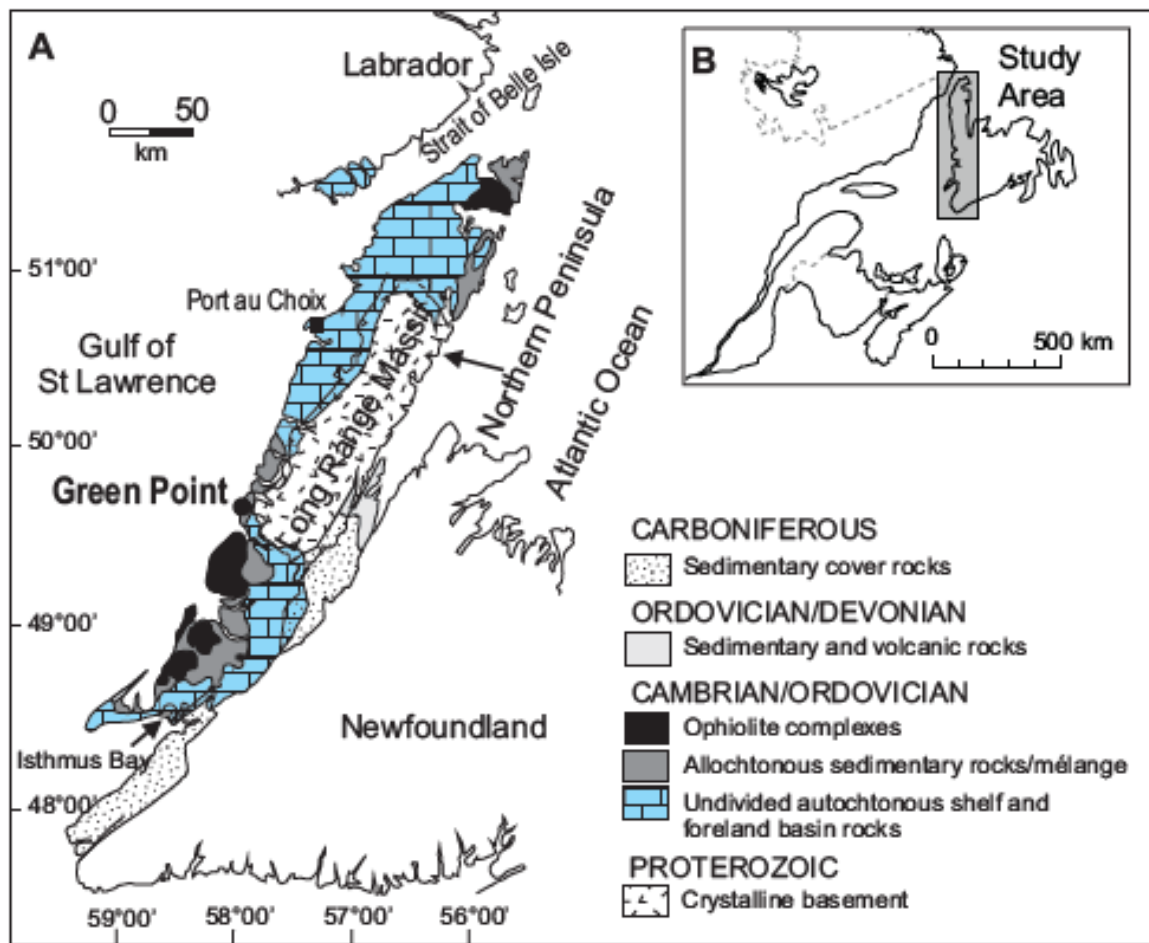 A
Labrador
0 50
km
Strait of Belle Isle
51°00'
Port au Choix
Gulf of
St Lawrence
Northern Peninsula
Long Range Massif
Atlantic Ocean
50°00'
Green Point
49°00'
Newfoundland
Isthmus Bay
48°00'
59°00' 58°00' 57°00' 56°00'
B
Study
Area
0 500 km
CARBONIFEROUS
Sedimentary cover rocks
ORDOVICIAN/DEVONIAN
Sedimentary and volcanic rocks
CAMBRIAN/ORDOVICIAN
Ophiolite complexes
Allochtonous sedimentary rocks/mélange
Undivided autochtonous shelf and
foreland basin rocks
PROTEROZOIC
Crystalline basement